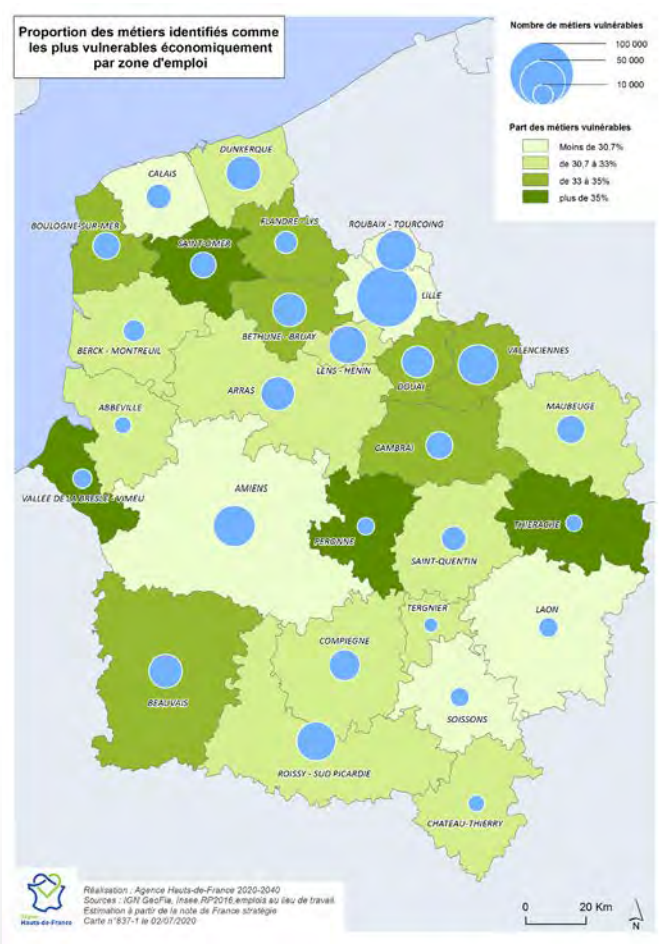 Proportion des métiers identifiés comme
les plus vulnerables économiquement
par zone d'emploi
Nombre de métiers vulnérables
100 000
50 000
10 000
Part des métiers vulnérables
Moins de 30,7%
de 30,7 à 33%
de 33 à 35%
plus de 35%
DUNKERQUE
CALAIS
BOULOGNE-SUR-MER
SAINT-OMER
FLANDRE - LYS
ROUBAIX - TOURCOING
LILLE
BERCK - MONTREUIL
BETHUNE - BRUAY
LENS - HENIN
DOUAI
VALENCIENNES
ARRAS
ABBEVILLE
MAUBEUGE
CAMBRAI
VALLEE DE LA BRESLE - VIMEU
AMIENS
PERONNE
SAINT-QUENTIN
THIERACHE
TERGNIER
LAON
COMPIEGNE
BEAUVAIS
SOISSONS
ROISSY - SUD PICARDIE
CHATEAU-THIERRY
Région
Hauts-de-France
Réalisation : Agence Hauts-de-France 2020-2040
Sources : IGN GeoFla, Insee,RP2016,emplois au lieu de travail.
Estimation à partir de la note de France stratégie
Carte n°637-1 le 02/07/2020
0 20 Km
N